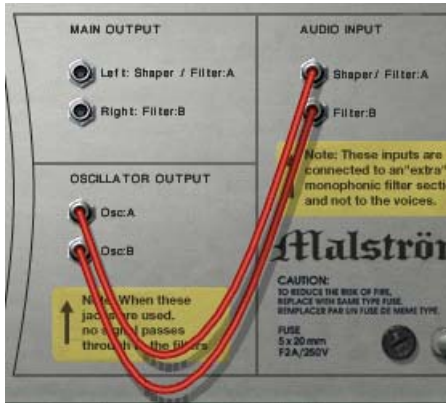 MAIN OUTPUT
Left: Shaper / Filter:A
Right: Filter:B
OSCILLATOR OUTPUT
Osc:A
Osc:B
Note: When these
are used,
no signal passes
through to the filters
AUDIO INPUT
Shaper/ Filter:A
Filter:B
Note: These inputs are
connected to an"extra"
monophonic filter secti
and not to the voices.
Malströ
CAUTION:
TO REDUCE THE RISK OF FIRE,
REPLACE WITH SAME TYPE FUSE.
REMPLACER PAR UN FUSE DE MEME TYPE.
FUSE
5 x 20 mm
F2A/250V